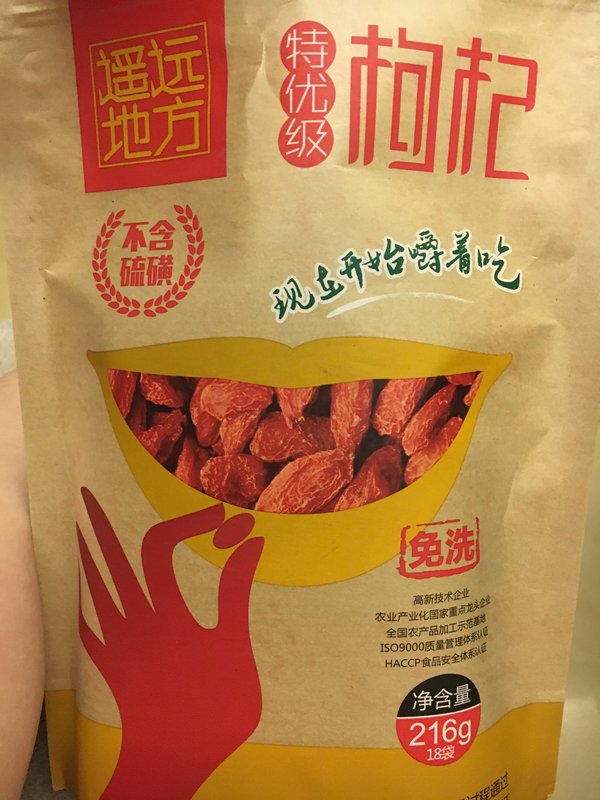 遥远
地方
特优级
枸杞
不含
硫磺
现在开始嚼着吃
免洗
高新技术企业
农业产业化国家重点龙头企业
全国农产品加工示范基地
ISO9000质量管理体系认证
HACCP食品安全体系认证
净含量
216g
18袋
过程通过